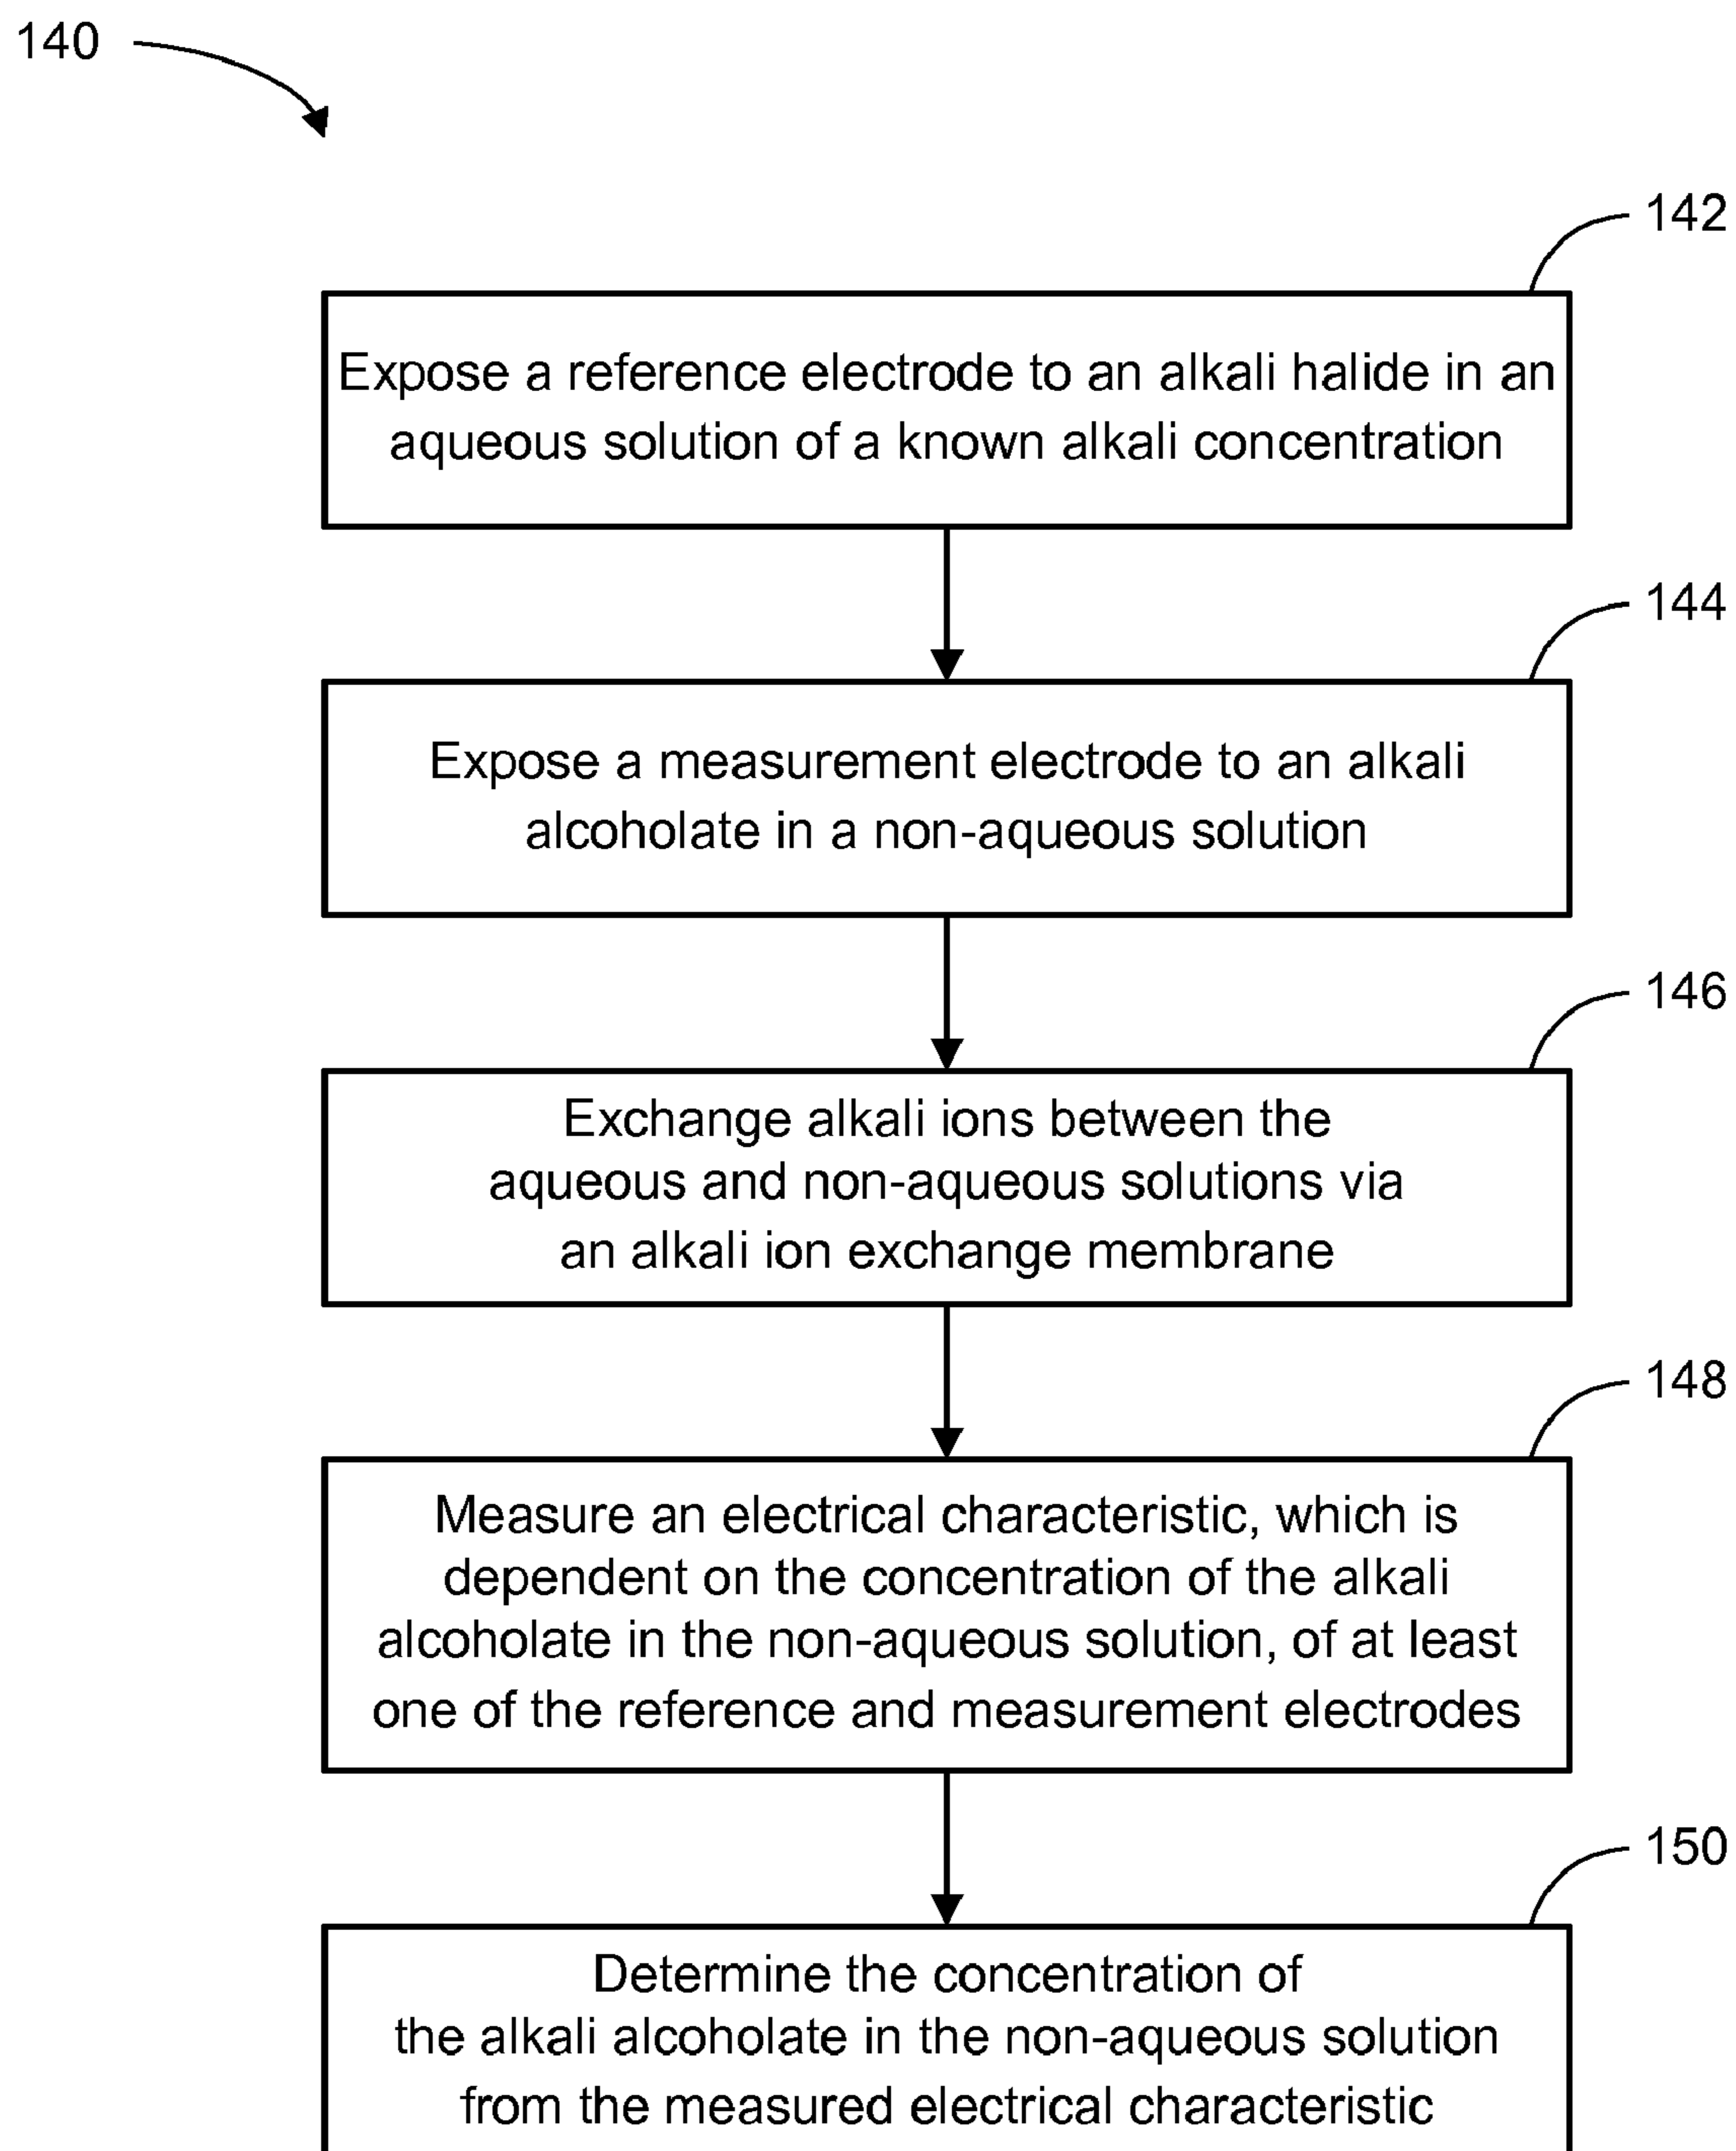 140
142
Expose a reference electrode to an alkali halide in an
aqueous solution of a known alkali concentration
144
Expose a measurement electrode to an alkali
alcoholate in a non-aqueous solution
146
Exchange alkali ions between the
aqueous and non-aqueous solutions via
an alkali ion exchange membrane
148
Measure an electrical characteristic, which is
dependent on the concentration of the alkali
alcoholate in the non-aqueous solution, of at least
one of the reference and measurement electrodes
150
Determine the concentration of
the alkali alcoholate in the non-aqueous solution
from the measured electrical characteristic